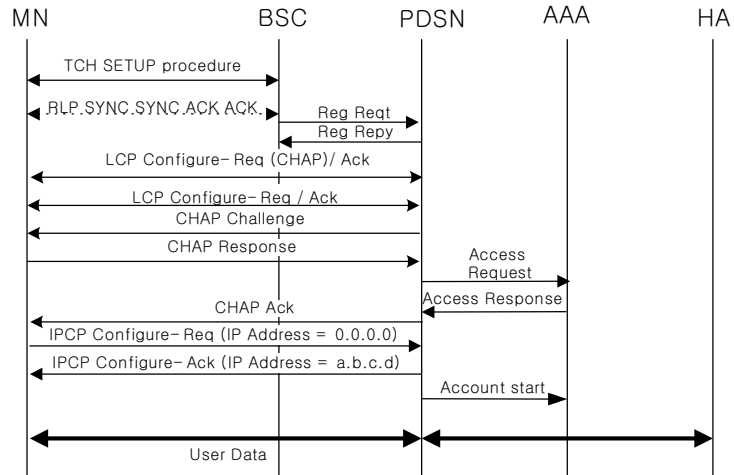 MN BSC PDSN AAA HA
TCH SETUP procedure
RLP SYNC SYNC ACK ACK
Reg Reqt
Reg Repy
LCP Configure-Req (CHAP)/ Ack
LCP Configure-Req / Ack
CHAP Challenge
CHAP Response
Access
Request
Access Response
CHAP Ack
IPCP Configure-Req (IP Address = 0.0.0.0)
IPCP Configure-Ack (IP Address = a.b.c.d)
Account start
User Data